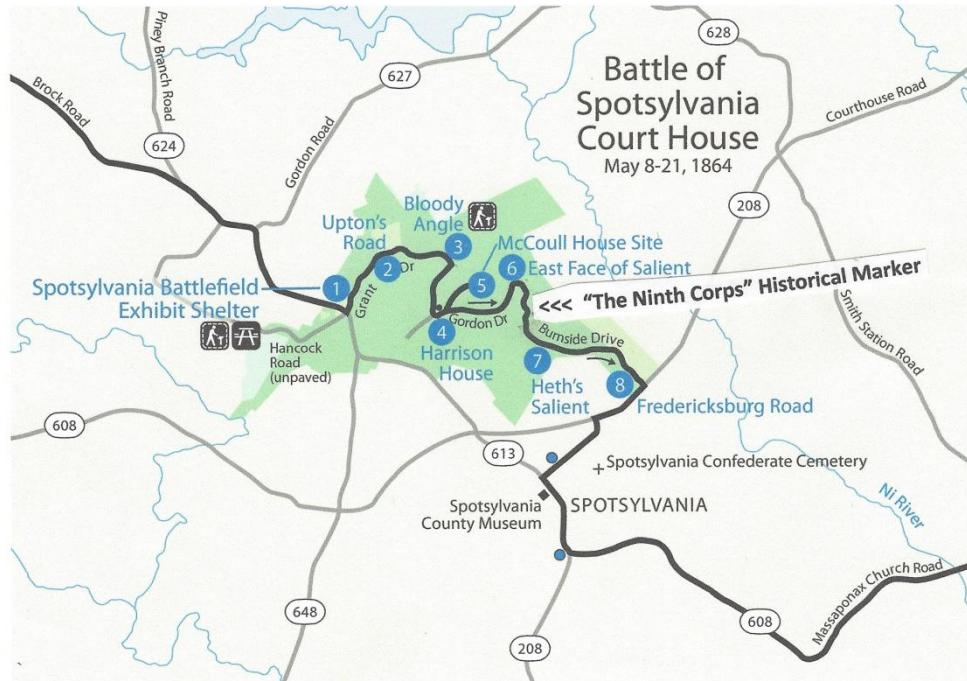 Piney Branch Road
Brock Road
624
627
Gordon Road
628
Battle of
Spotsylvania
Court House
May 8-21, 1864
Courthouse Road
208
Bloody
Angle
3
Upton's
Road
2
McCoull House Site
5
6
East Face of Salient
<<< "The Ninth Corps" Historical Marker
Spotsylvania Battlefield
Exhibit Shelter
1
Grant
Dr
Gordon Dr
4
Harrison
House
Burnside Drive
7
Heth's
Salient
8
Fredericksburg Road
Smith Station Road
Hancock
Road
(unpaved)
608
613
Spotsylvania Confederate Cemetery
Spotsylvania
County Museum
SPOTSYLVANIA
Ni River
Massaponax Church Road
648
208
608